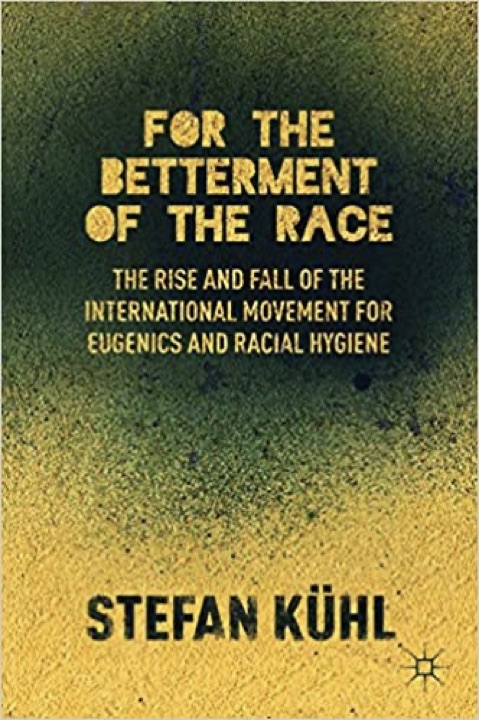 FOR THE
BETTERMENT
OF THE RACE
THE RISE AND FALL OF THE
INTERNATIONAL MOVEMENT FOR
EUGENICS AND RACIAL HYGIENE
STEFAN KÜHL